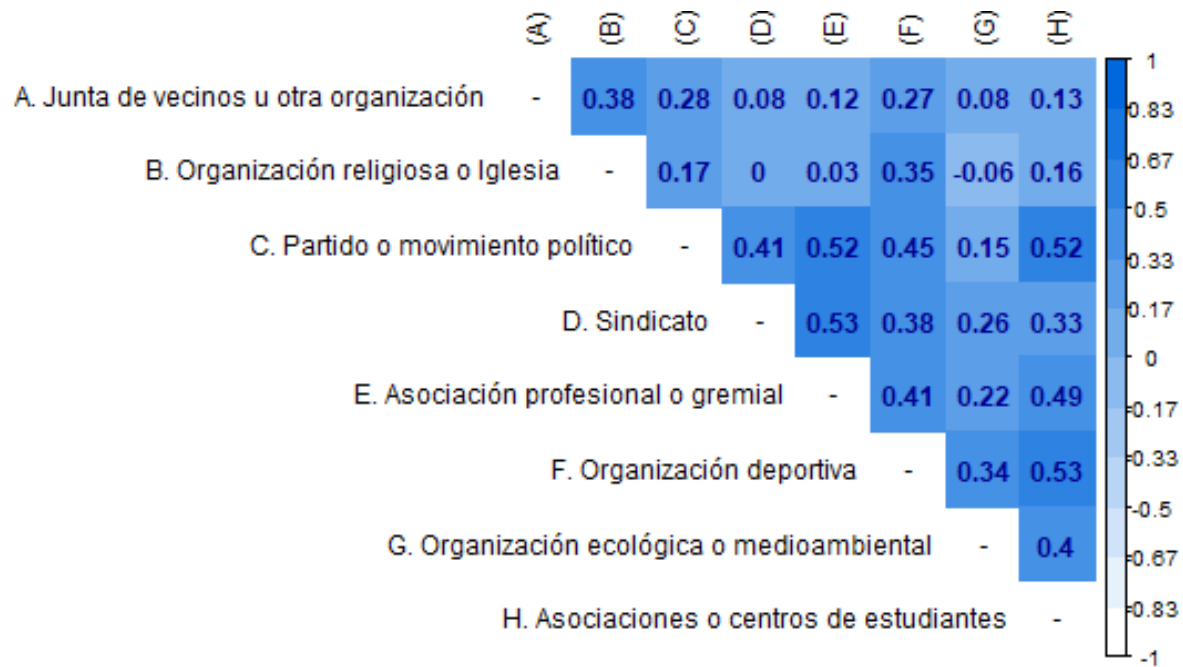 (A) (B) (C) (D) (E) (F) (G) (H)
A. Junta de vecinos u otra organización - 0.38 0.28 0.08 0.12 0.27 0.08 0.13
B. Organización religiosa o Iglesia - 0.17 0 0.03 0.35 -0.06 0.16
C. Partido o movimiento político - 0.41 0.52 0.45 0.15 0.52
D. Sindicato - 0.53 0.38 0.26 0.33
E. Asociación profesional o gremial - 0.41 0.22 0.49
F. Organización deportiva - 0.34 0.53
G. Organización ecológica o medioambiental - 0.4
H. Asociaciones o centros de estudiantes -
1
0.83
0.67
0.5
0.33
0.17
0
-0.17
-0.33
-0.5
-0.67
-0.83
-1